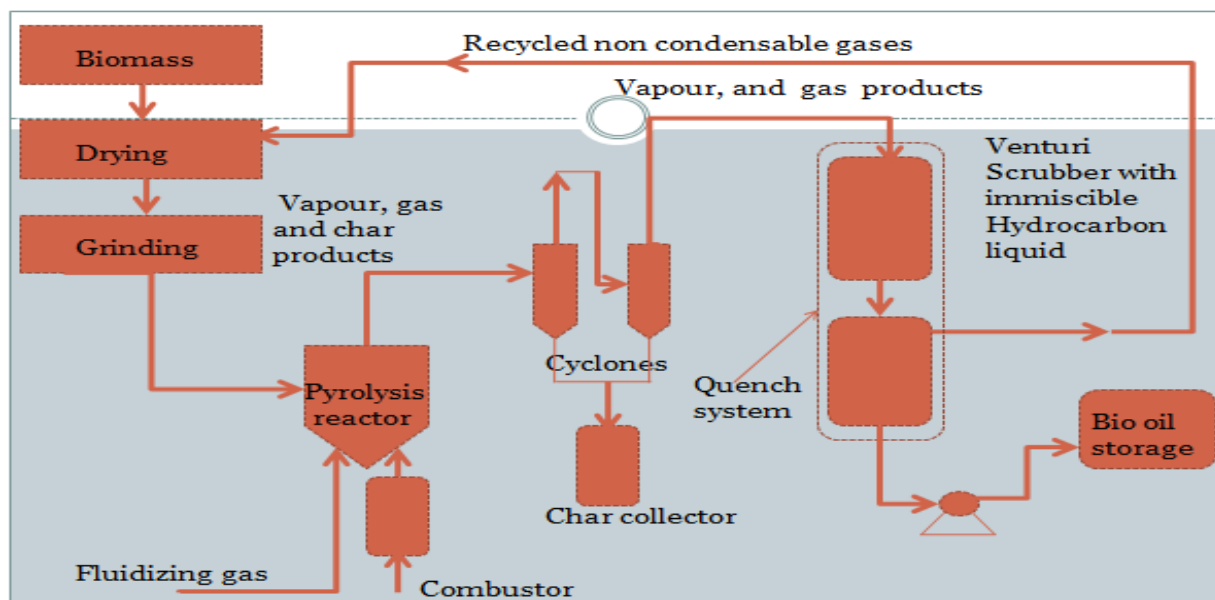 Biomass
Recycled non condensable gases
Vapour, and gas products
Drying
Venturi
Scrubber with
immiscible
Hydrocarbon
liquid
Vapour, gas
and char
products
Grinding
Cyclones
Pyrolysis
reactor
Quench
system
Bio oil
storage
Char collector
Fluidizing gas
Combustor